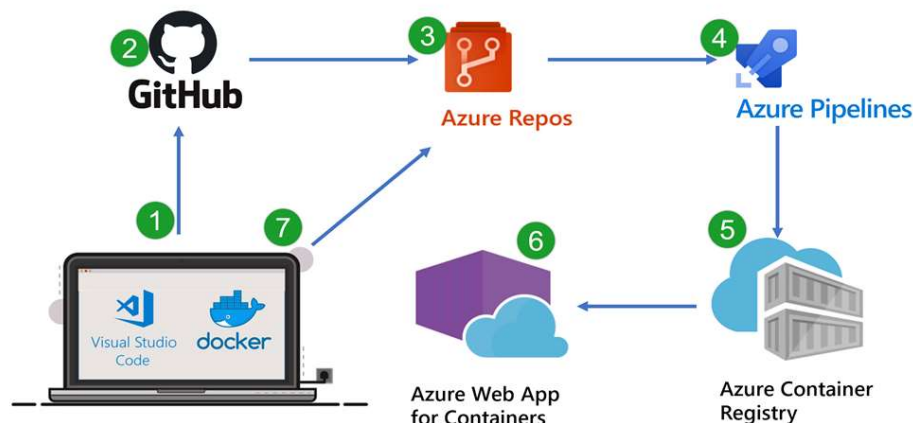 2
GitHub
3
Azure Repos
4
Azure Pipelines
1
7
Visual Studio
Code
docker
6
Azure Web App
for Containers
5
Azure Container
Registry